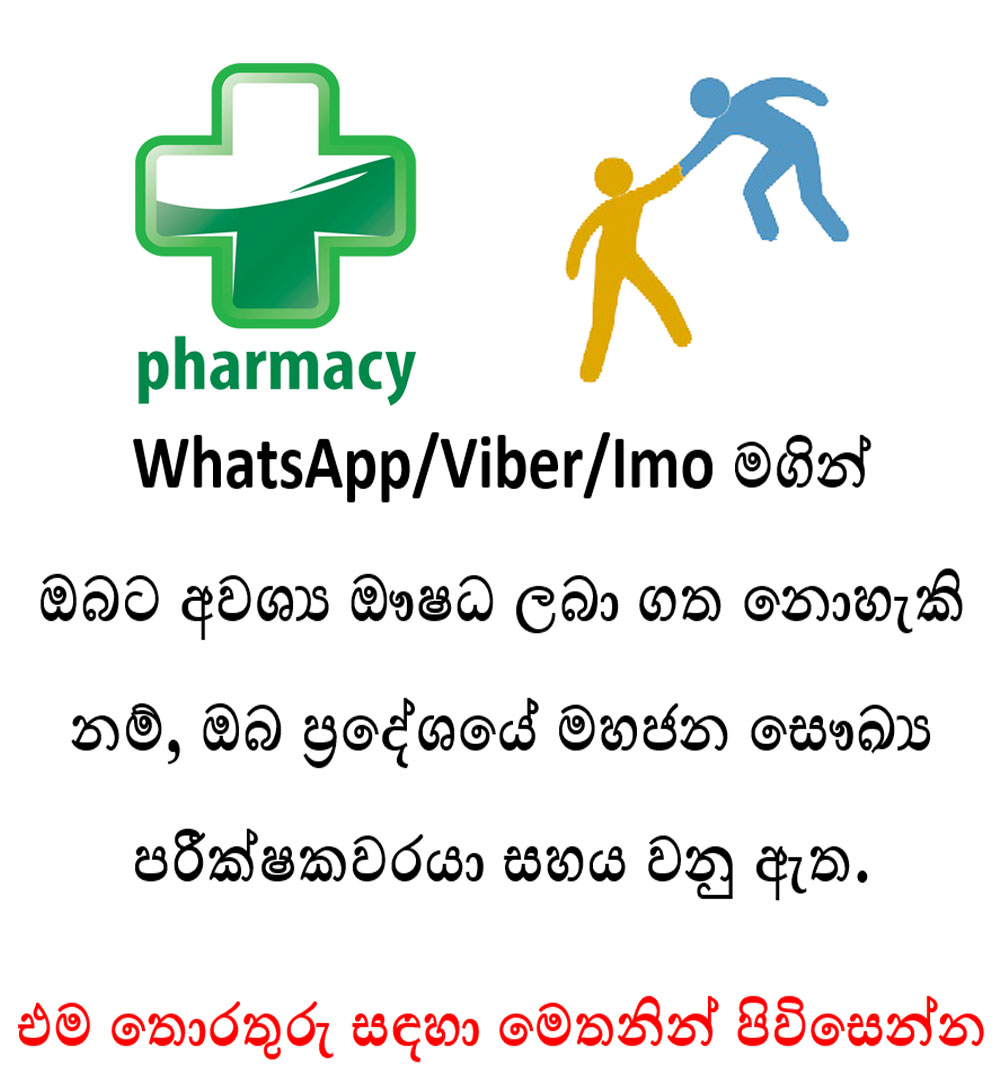 pharmacy
WhatsApp/Viber/Imo මගින්
ඔබට අවශ්‍ය ඖෂධ ලබා ගත නොහැකි
නම්, ඔබ ප්‍රදේශයේ මහජන සෞඛ්‍ය
පරීක්ෂකවරයා සහය වනු ඇත.
එම තොරතුරු සඳහා මෙතනින් පිවිසෙන්න